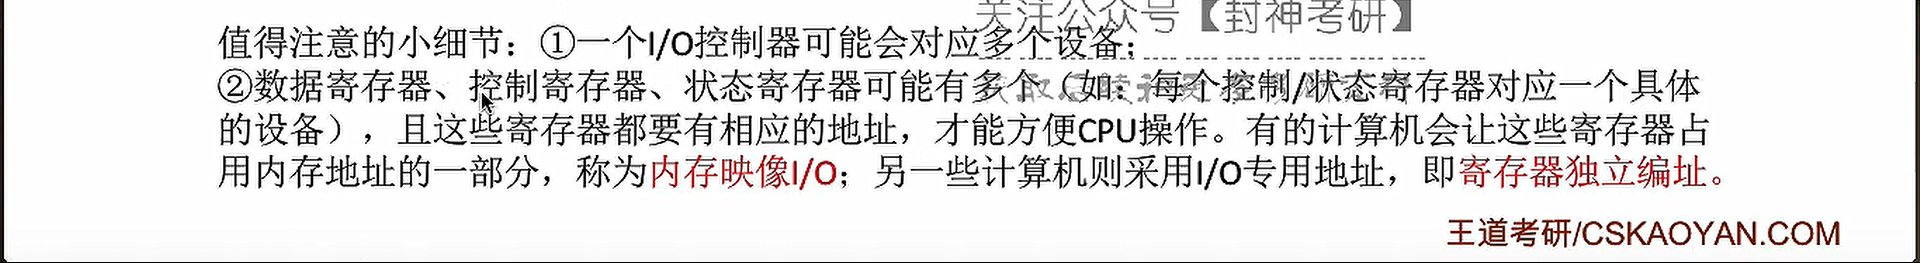 关注公众号【封神考研】
值得注意的小细节：①一个I/O控制器可能会对应多个设备；
②数据寄存器、控制寄存器、状态寄存器可能有多个（如：每个控制/状态寄存器对应一个具体
的设备），且这些寄存器都要有相应的地址，才能方便CPU操作。有的计算机会让这些寄存器占
用内存地址的一部分，称为内存映像I/O；另一些计算机则采用I/O专用地址，即寄存器独立编址。
王道考研/CSKAOYAN.COM